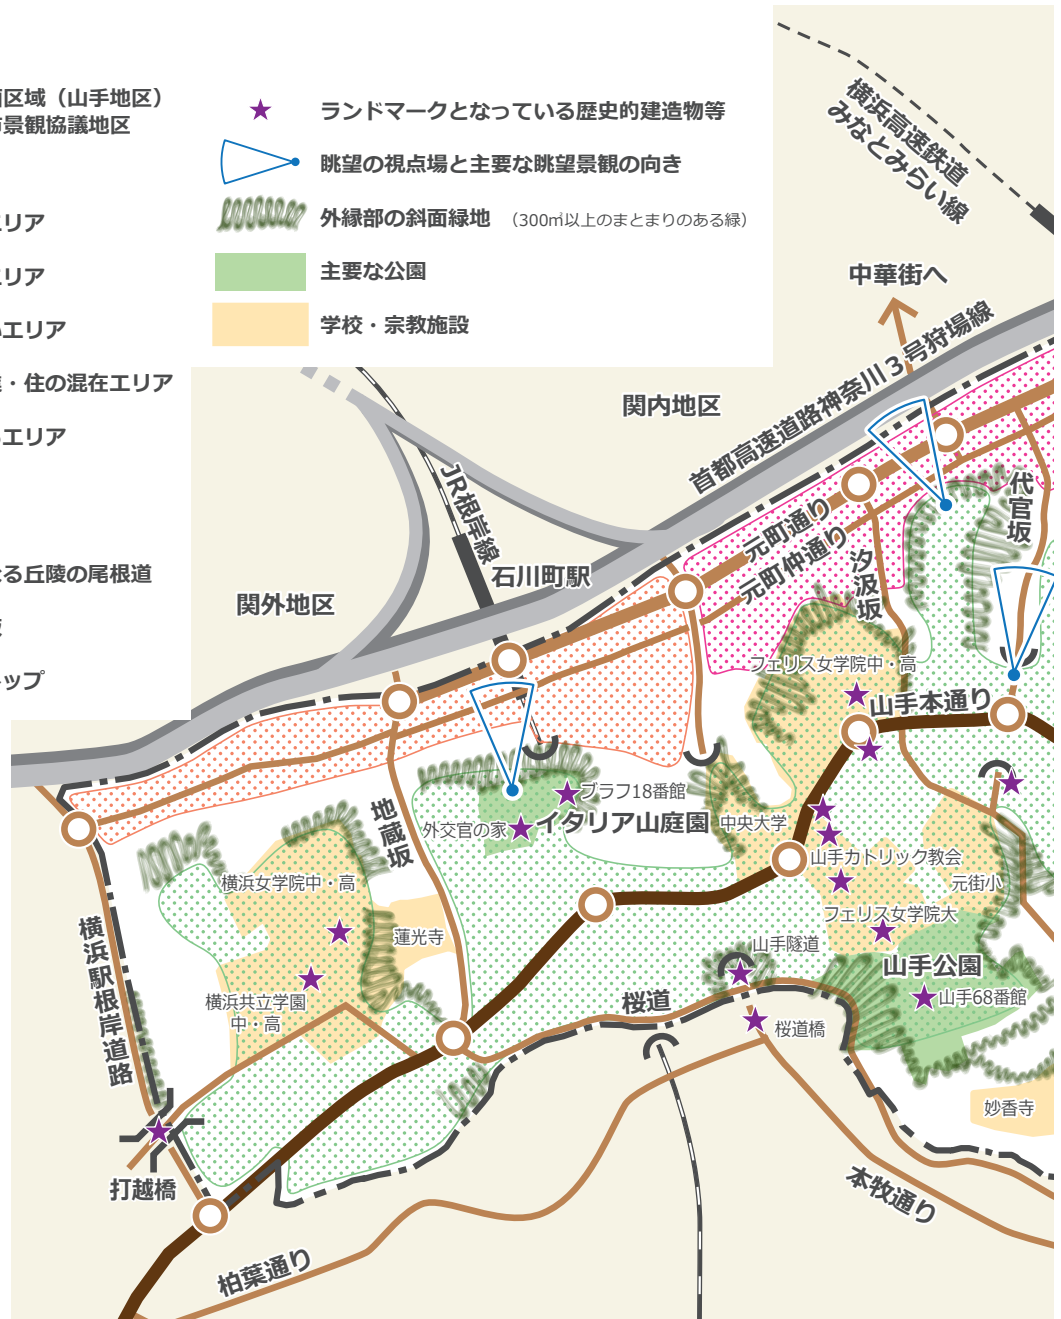 区域（山手地区）
景観協議地区
リア
リア
エリア
・住の混在エリア
エリア
る丘陵の尾根道
ップ
ランドマークとなっている歴史的建造物等
眺望の視点場と主要な眺望景観の向き
外縁部の斜面緑地 （300㎡以上のまとまりのある緑）
主要な公園
学校・宗教施設
横浜高速鉄道
みなとみらい線
中華街へ
首都高速道路神奈川３号狩場線
関内地区
JR根岸線
石川町駅
関外地区
元町通り
元町仲通り
代官坂
汐汲坂
フェリス女学院中・高
山手本通り
ブラフ18番館
外交官の家
イタリア山庭園
中央大学
地蔵坂
山手カトリック教会
元街小
横浜女学院中・高
フェリス女学院大
蓮光寺
山手隧道
山手公園
横浜駅根岸道路
横浜共立学園
中・高
桜道
山手68番館
桜道橋
妙香寺
打越橋
本牧通り
柏葉通り